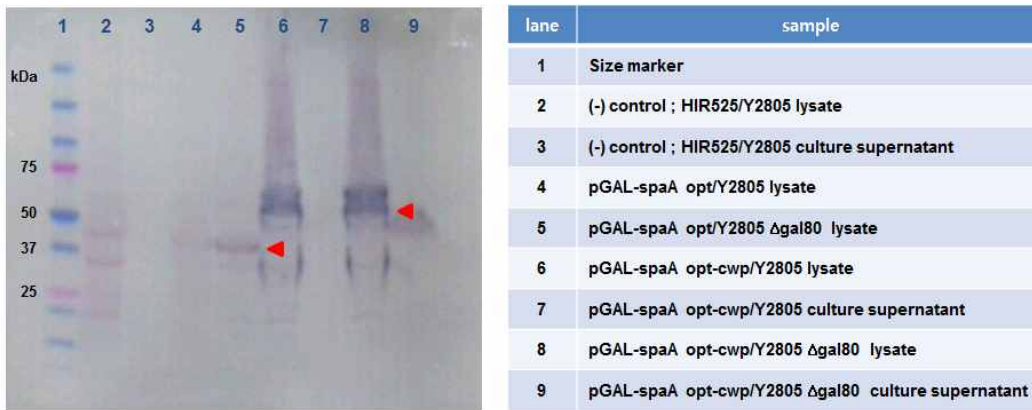 1 2 3 4 5 6 7 8 9
kDa
75
50
37
25
lane sample
1 Size marker
2 (-) control ; HIR525/Y2805 lysate
3 (-) control ; HIR525/Y2805 culture supernatant
4 pGAL-spaA opt/Y2805 lysate
5 pGAL-spaA opt/Y2805 Δgal80 lysate
6 pGAL-spaA opt-cwp/Y2805 lysate
7 pGAL-spaA opt-cwp/Y2805 culture supernatant
8 pGAL-spaA opt-cwp/Y2805 Δgal80 lysate
9 pGAL-spaA opt-cwp/Y2805 Δgal80 culture supernatant